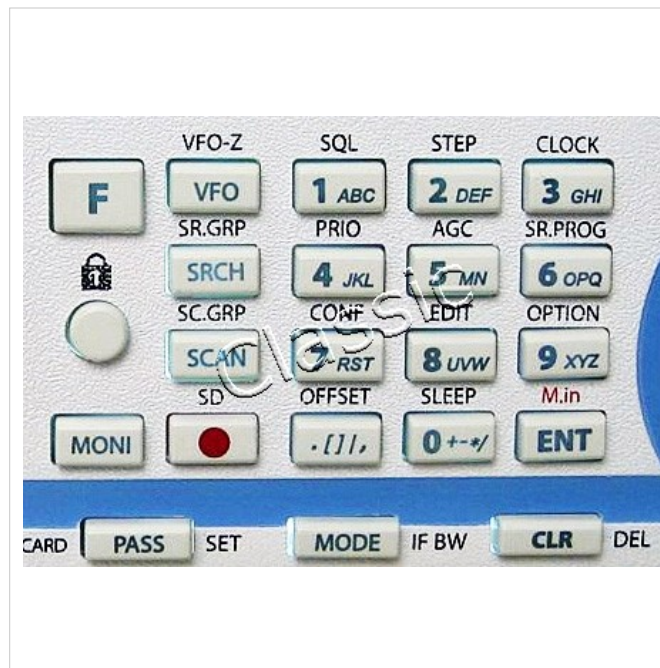 VFO-Z SQL STEP CLOCK
F VFO 1 ABC 2 DEF 3 GHI
SR.GRP PRIO AGC SR.PROG
SRCH 4 JKL 5 MN 6 OPQ
SC.GRP CONF EDIT OPTION
SCAN 7 RST 8 UVW 9 XYZ
Classic
SD OFFSET SLEEP M.in
MONI . [ ] | , 0 +-*/ ENT
CARD PASS SET MODE IF BW CLR DEL